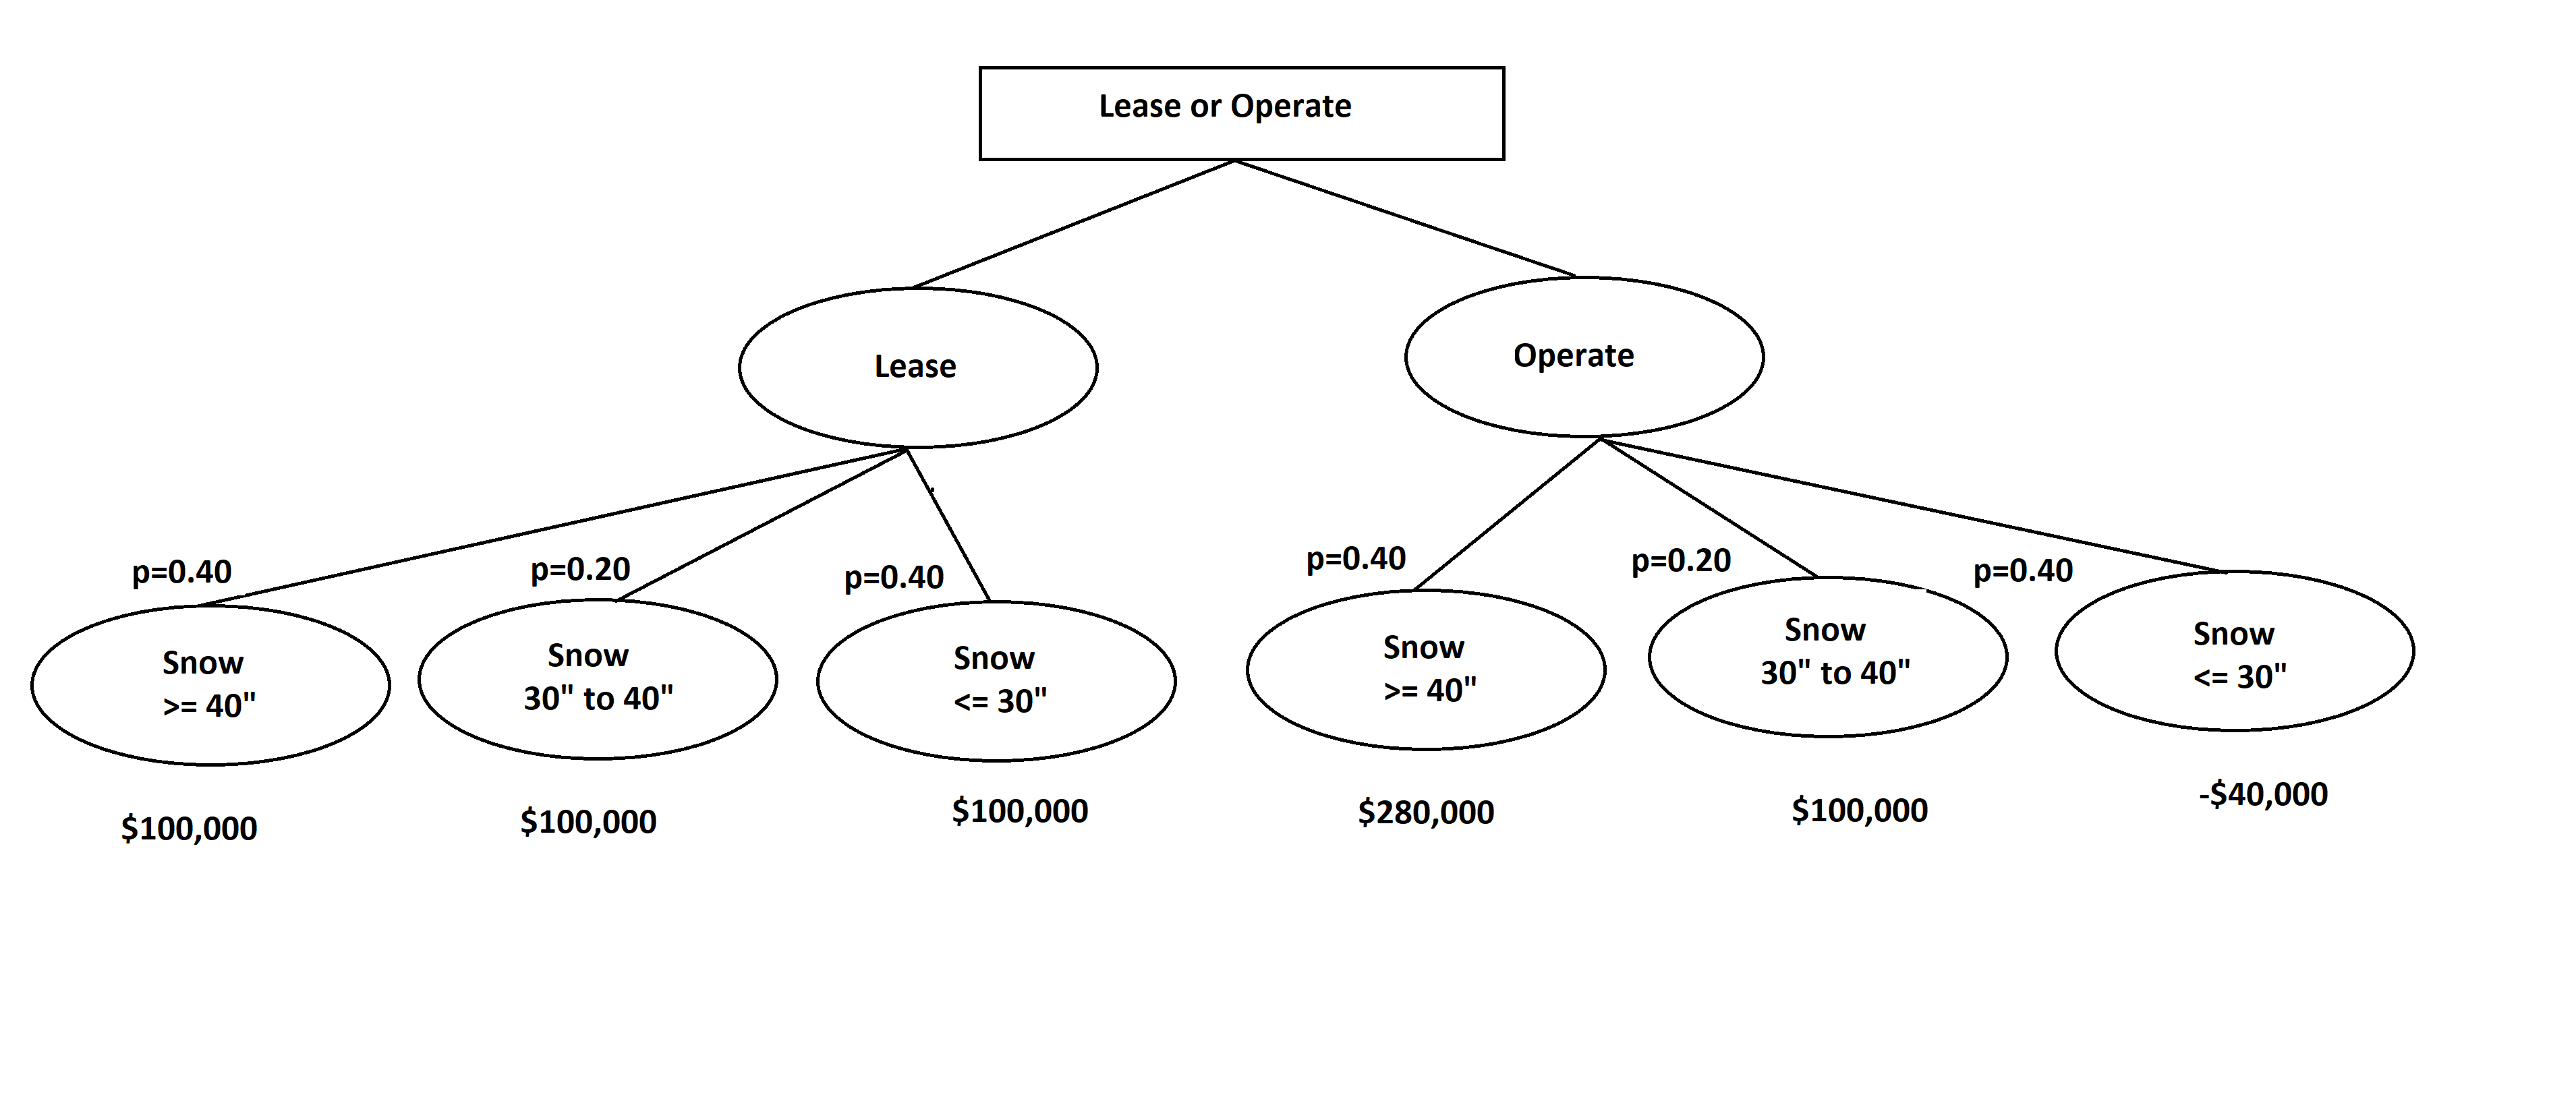 Lease or Operate
Lease
Operate
p=0.40
p=0.20
p=0.40
p=0.40
p=0.20
p=0.40
Snow
>= 40"
Snow
30" to 40"
Snow
<= 30"
Snow
>= 40"
Snow
30" to 40"
Snow
<= 30"
$100,000
$100,000
$100,000
$280,000
$100,000
-$40,000